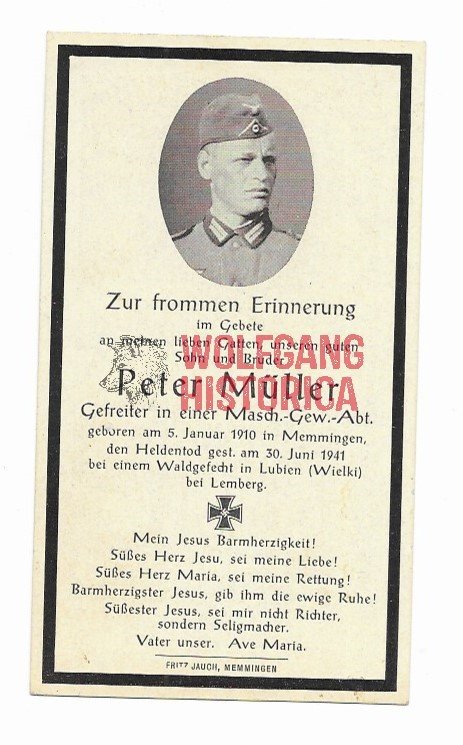 Zur frommen Erinnerung
im Gebete
an meinen lieben Gatten, unseren guten
Sohn und Bruder
WOLFGANG
HISTORICA
Peter Müller
Gefreiter in einer Masch.-Gew.-Abt.
geboren am 5. Januar 1910 in Memmingen,
den Heldentod gest. am 30. Juni 1941
bei einem Waldgefecht in Lubien (Wielki)
bei Lemberg.
Mein Jesus Barmherzigkeit!
Süßes Herz Jesu, sei meine Liebe!
Süßes Herz Maria, sei meine Rettung!
Barmherzigster Jesus, gib ihm die ewige Ruhe!
Süßester Jesus, sei mir nicht Richter,
sondern Seligmacher.
Vater unser. Ave Maria.
FRITZ JAUCH, MEMMINGEN